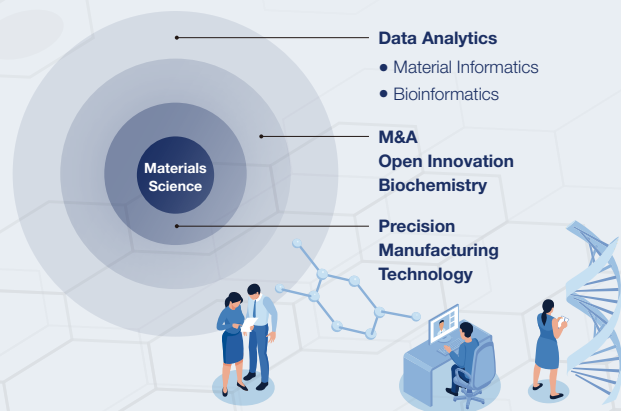 Data Analytics
• Material Informatics
• Bioinformatics
M&A
Open Innovation
Biochemistry
Materials
Science
Precision
Manufacturing
Technology